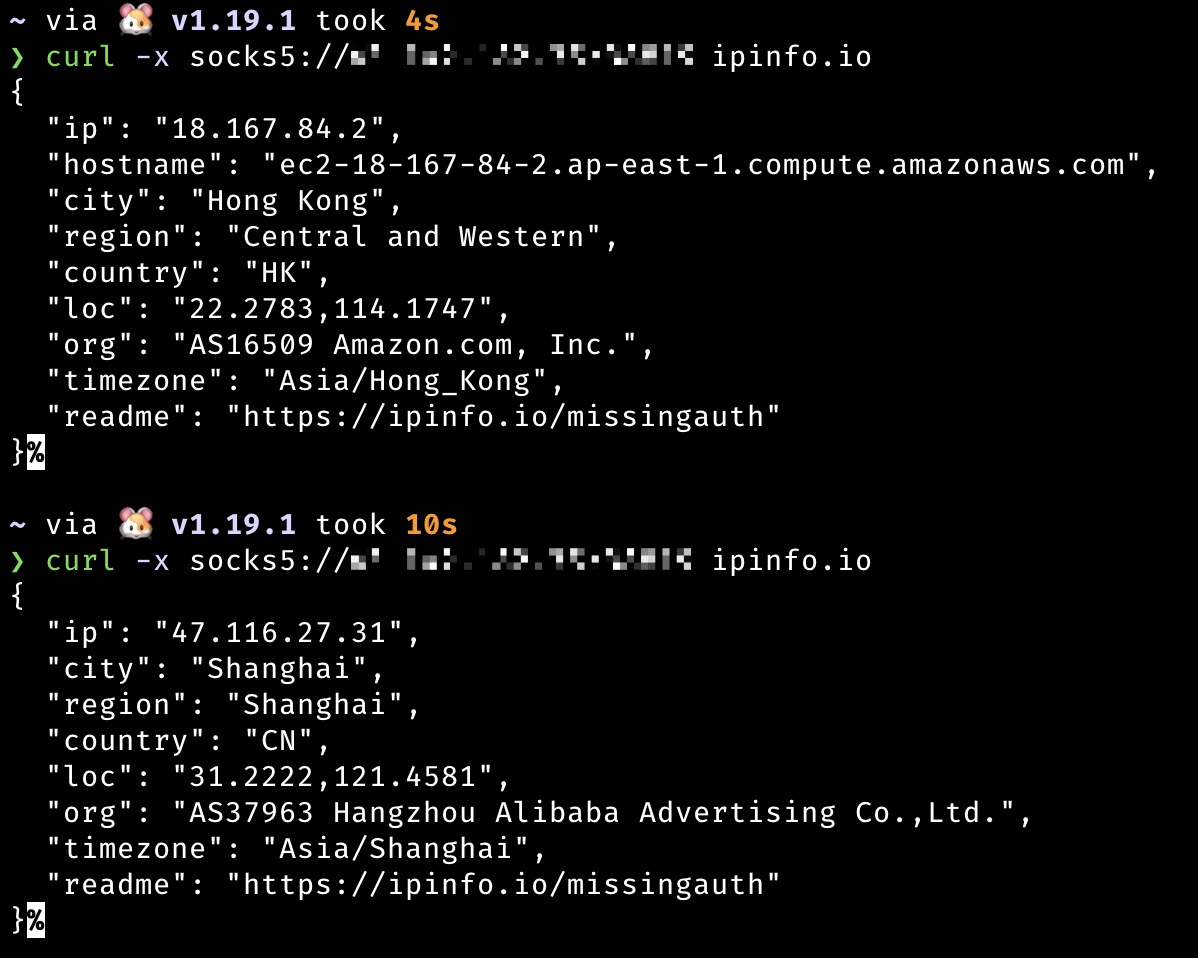 ~ via 🐹 v1.19.1 took 4s
❯ curl -x socks5:// ipinfo.io
{
  "ip": "18.167.84.2",
  "hostname": "ec2-18-167-84-2.ap-east-1.compute.amazonaws.com",
  "city": "Hong Kong",
  "region": "Central and Western",
  "country": "HK",
  "loc": "22.2783,114.1747",
  "org": "AS16509 Amazon.com, Inc.",
  "timezone": "Asia/Hong_Kong",
  "readme": "https://ipinfo.io/missingauth"
}%
~ via 🐹 v1.19.1 took 10s
❯ curl -x socks5:// ipinfo.io
{
  "ip": "47.116.27.31",
  "city": "Shanghai",
  "region": "Shanghai",
  "country": "CN",
  "loc": "31.2222,121.4581",
  "org": "AS37963 Hangzhou Alibaba Advertising Co.,Ltd.",
  "timezone": "Asia/Shanghai",
  "readme": "https://ipinfo.io/missingauth"
}%